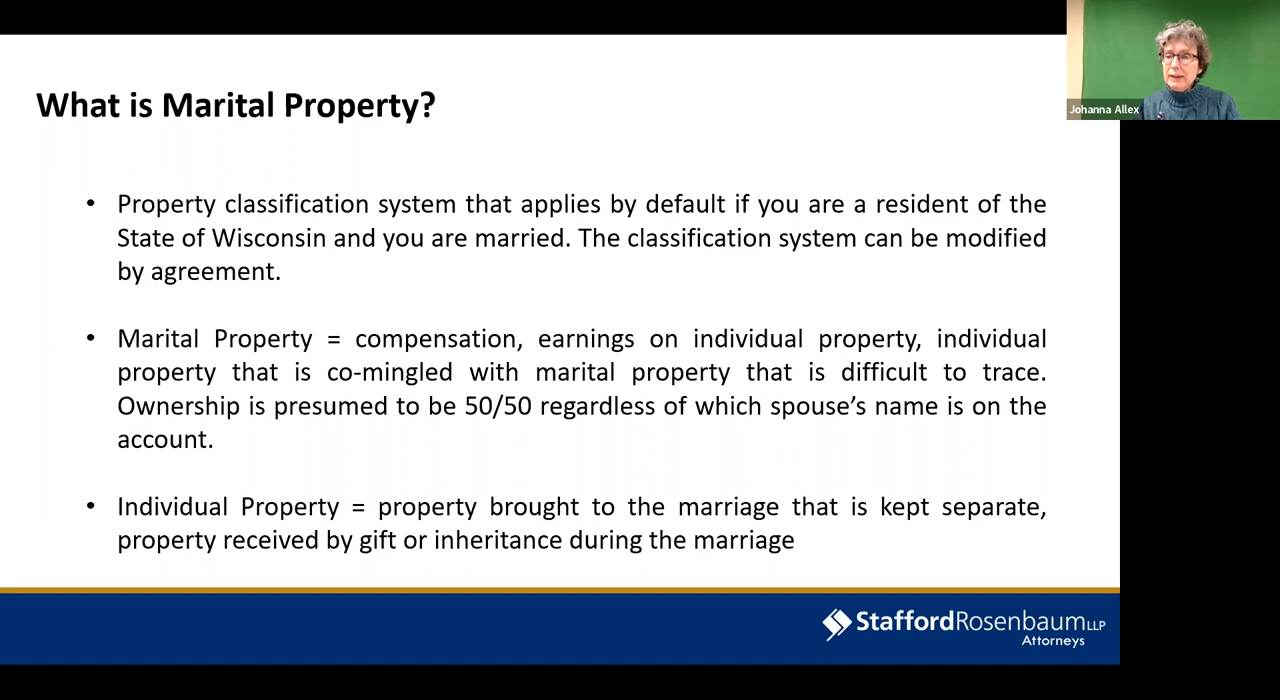 What is Marital Property?
Johanna Allex
• Property classification system that applies by default if you are a resident of the
State of Wisconsin and you are married. The classification system can be modified
by agreement.
• Marital Property = compensation, earnings on individual property, individual
property that is co-mingled with marital property that is difficult to trace.
Ownership is presumed to be 50/50 regardless of which spouse’s name is on the
account.
• Individual Property = property brought to the marriage that is kept separate,
property received by gift or inheritance during the marriage
StaffordRosenbaum LLP
Attorneys